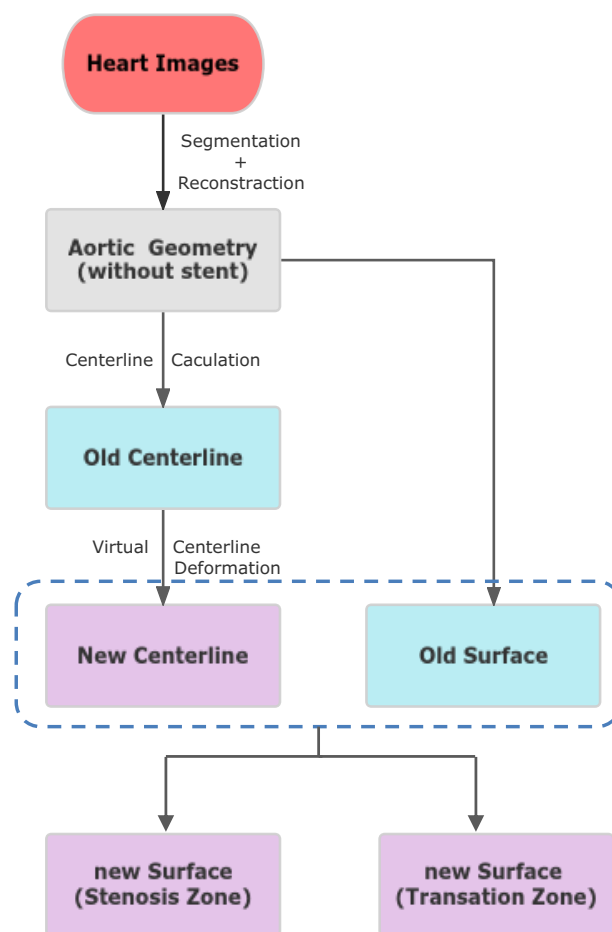 Heart Images
Segmentation
+
Reconstraction
Aortic Geometry
(without stent)
Centerline Caculation
Old Centerline
Virtual Centerline
Deformation
New Centerline
Old Surface
new Surface
(Stenosis Zone)
new Surface
(Transation Zone)